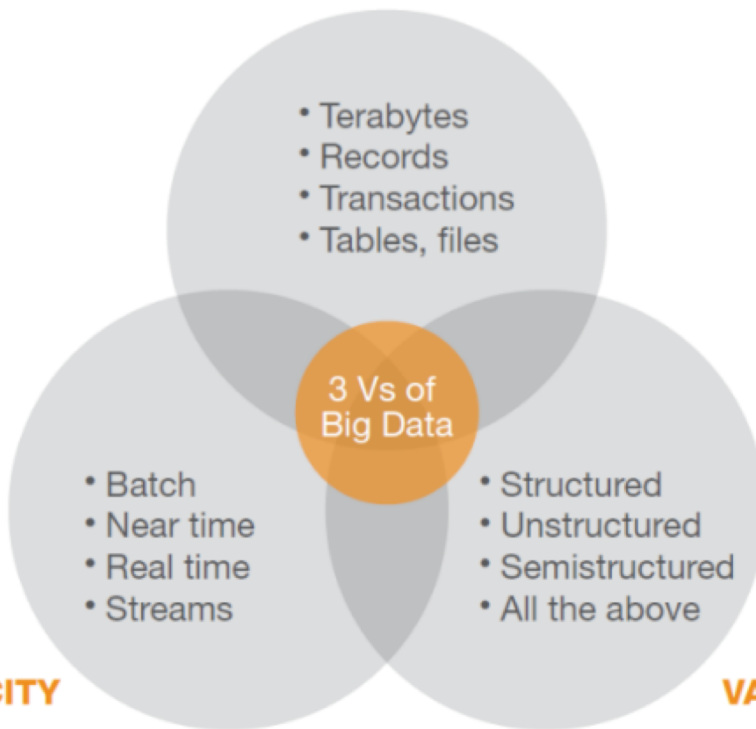 • Terabytes
• Records
• Transactions
• Tables, files
3 Vs of
Big Data
• Batch
• Near time
• Real time
• Streams
• Structured
• Unstructured
• Semistructured
• All the above
CITY
VA